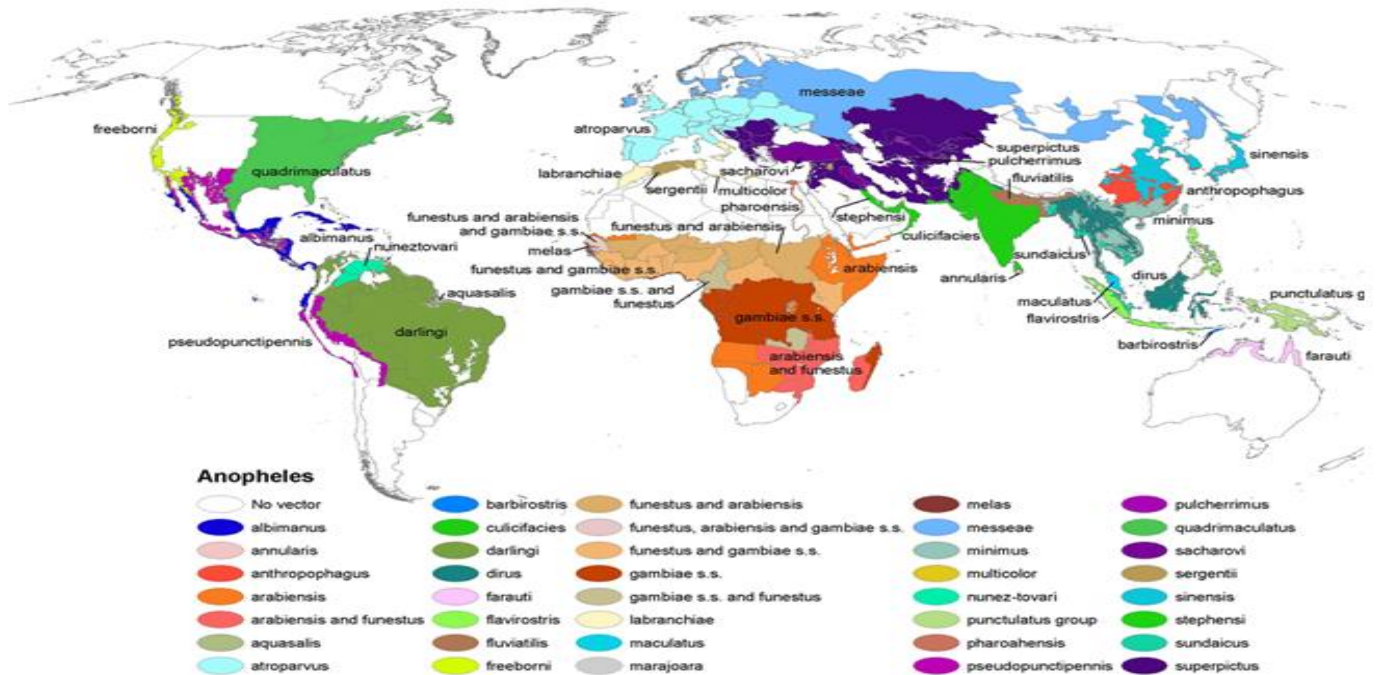 freeborni
quadrimaculatus
albimanus
nuneztovari
aquasalis
darlingi
pseudopunctipennis
messeae
atroparvus
labranchiae
sergentii
sacharovi
multicolor
pharoensis
superpictus
pulcherrimus
fluviatilis
sinensis
anthropophagus
minimus
stephensi
culicifacies
funestus and arabiensis
and gambiae s.s.
funestus and arabiensis
melas
funestus and gambiae s.s.
gambiae s.s. and
funestus
arabiensis
gambiae s.s.
arabiensis
and funestus
annularis
sundaicus
dirus
maculatus
flavirostris
barbirostris
punctulatus g
farauti
Anopheles
No vector
albimanus
annularis
anthropophagus
arabiensis
arabiensis and funestus
aquasalis
atroparvus
barbirostris
culicifacies
darlingi
dirus
farauti
flavirostris
fluviatilis
freeborni
funestus and arabiensis
funestus, arabiensis and gambiae s.s.
funestus and gambiae s.s.
gambiae s.s.
gambiae s.s. and funestus
labranchiae
maculatus
marajoara
melas
messeae
minimus
multicolor
nunez-tovari
punctulatus group
pharoahensis
pseudopunctipennis
pulcherrimus
quadrimaculatus
sacharovi
sergentii
sinensis
stephensi
sundaicus
superpictus